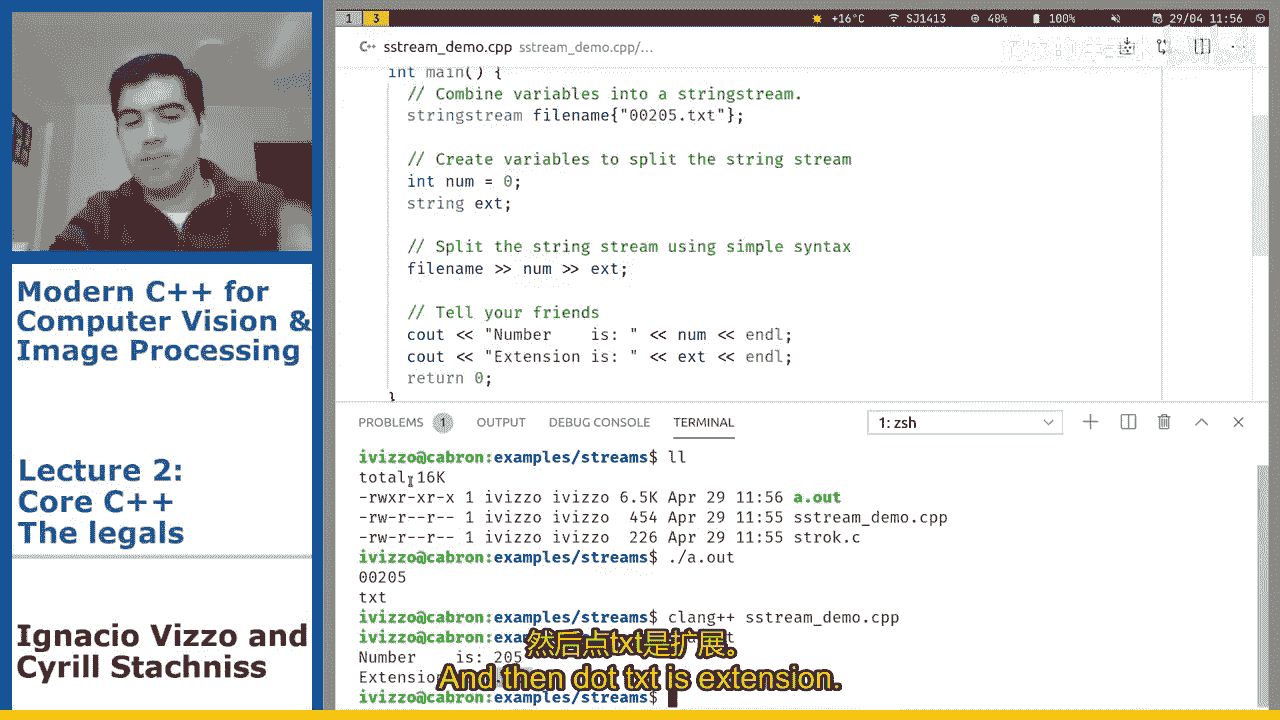 1 3 +16°C SJ1413 48% 100% 29/04 11:56
C++ sstream_demo.cpp sstream_demo.cpp/...
int main() {
// Combine variables into a stringstream.
stringstream filename{"00205.txt"};
// Create variables to split the string stream
int num = 0;
string ext;
// Split the string stream using simple syntax
filename >> num >> ext;
// Tell your friends
cout << "Number    is: " << num << endl;
cout << "Extension is: " << ext << endl;
return 0;
}
Modern C++ for
Computer Vision &
Image Processing
Lecture 2:
Core C++
The legals
Ignacio Vizzo and
Cyrill Stachniss
PROBLEMS 1 OUTPUT DEBUG CONSOLE TERMINAL 1: zsh
ivizzo@cabron:examples/streams$ ll
total 16K
-rwxr-xr-x 1 ivizzo ivizzo 6.5K Apr 29 11:56 a.out
-rw-r--r-- 1 ivizzo ivizzo  454 Apr 29 11:55 sstream_demo.cpp
-rw-r--r-- 1 ivizzo ivizzo  226 Apr 29 11:55 strok.c
ivizzo@cabron:examples/streams$ ./a.out
00205
txt
ivizzo@cabron:examples/streams$ clang++ sstream_demo.cpp
ivizzo@cabron:examples
Number    is: 205
Extension
ivizzo@cabron:examples/streams$
然后点txt是扩展。
And then dot txt is extension.